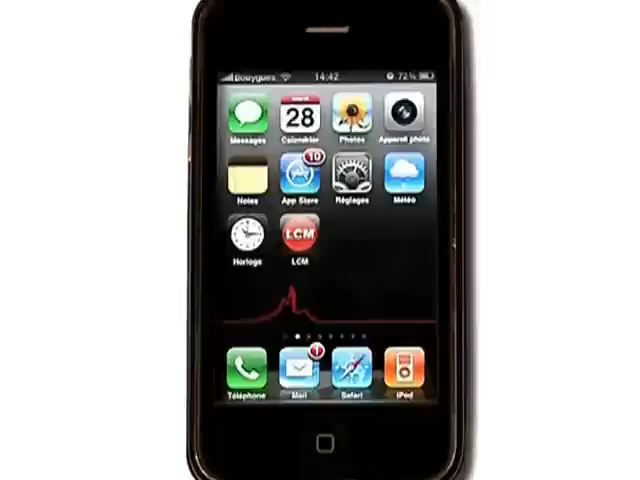 Bouygues 14:42 72 %
28
Messages Calendrier Photos Appareil photo
10
Notes App Store Réglages Météo
LCM
Horloge LCM
1
Téléphone Mail Safari iPod